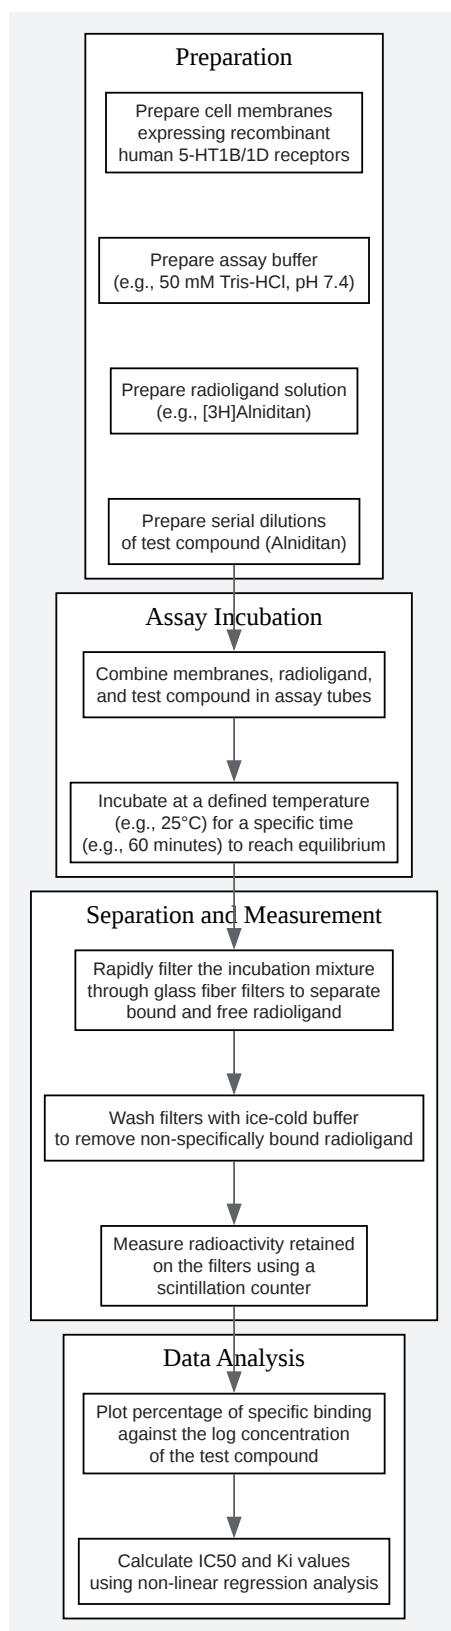 Preparation
Prepare cell membranes
expressing recombinant
human 5-HT1B/1D receptors
Prepare assay buffer
(e.g., 50 mM Tris-HCl, pH 7.4)
Prepare radioligand solution
(e.g., [3H]Alniditan)
Prepare serial dilutions
of test compound (Alniditan)
Assay Incubation
Combine membranes, radioligand,
and test compound in assay tubes
Incubate at a defined temperature
(e.g., 25°C) for a specific time
(e.g., 60 minutes) to reach equilibrium
Separation and Measurement
Rapidly filter the incubation mixture
through glass fiber filters to separate
bound and free radioligand
Wash filters with ice-cold buffer
to remove non-specifically bound radioligand
Measure radioactivity retained
on the filters using a
scintillation counter
Data Analysis
Plot percentage of specific binding
against the log concentration
of the test compound
Calculate IC50 and Ki values
using non-linear regression analysis